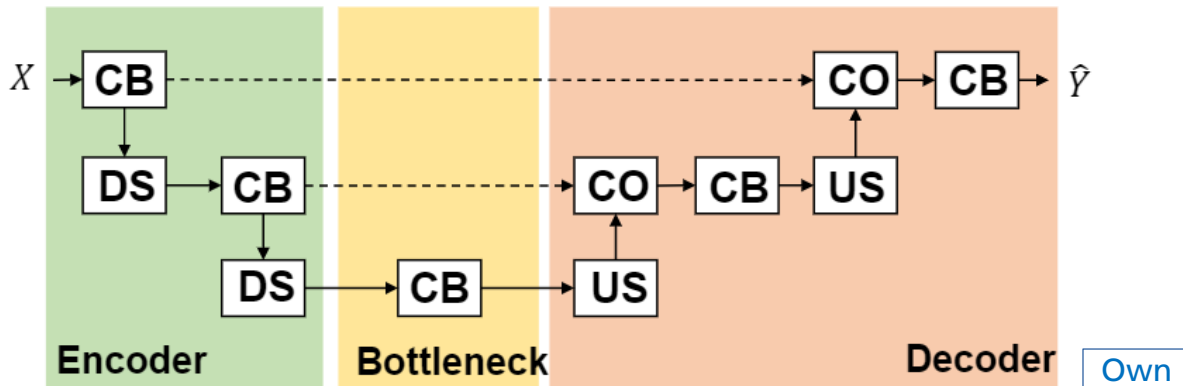 X CB CO CB Ŷ
DS CB CO CB US
DS CB US
Encoder Bottleneck Decoder
Own